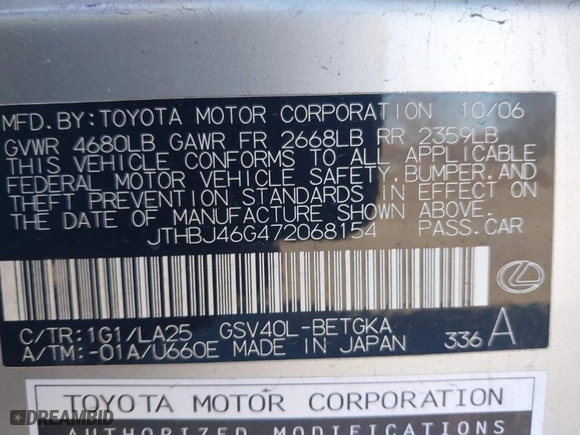 MFD.BY:TOYOTA MOTOR CORPORATION 10/06
GVWR 4680LB GAWR FR 2668LB RR 2359LB
THIS VEHICLE CONFORMS TO ALL APPLICABLE
FEDERAL MOTOR VEHICLE SAFETY,BUMPER,AND
THEFT PREVENTION STANDARDS IN EFFECT ON
THE DATE OF MANUFACTURE SHOWN ABOVE.
JTHBJ46G472068154 PASS.CAR
C/TR:1G1/LA25 GSV40L-BETGKA
A/TM:-01A/U660E MADE IN JAPAN 336 A
TOYOTA MOTOR CORPORATION
AUTHORIZED MODIFICATIONS
DREAMBID